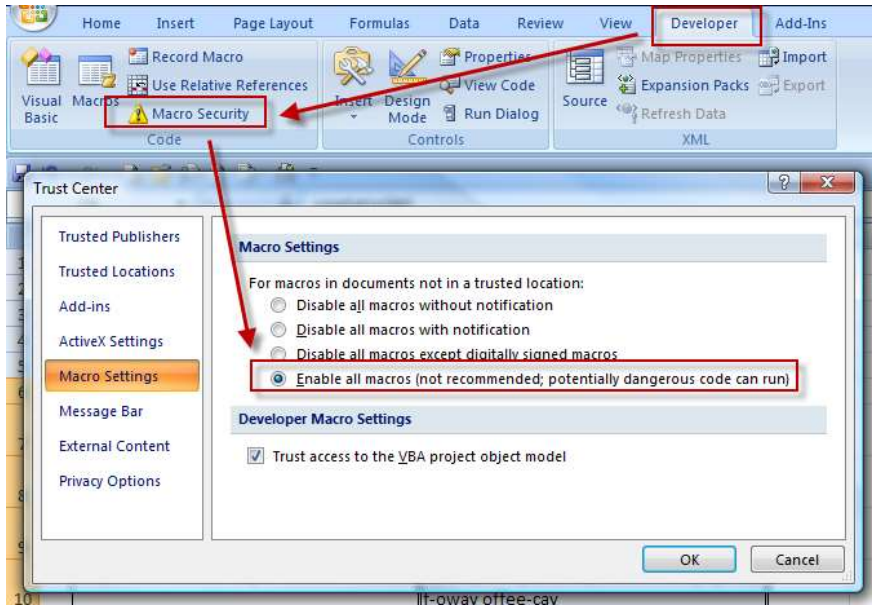 Home Insert Page Layout Formulas Data Review View Developer Add-Ins
Record Macro
Use Relative References
Macro Security
Visual Basic
Macros
Code
Insert
Design Mode
Properties
View Code
Run Dialog
Controls
Source
Map Properties
Expansion Packs
Refresh Data
Import
Export
XML
Trust Center
Trusted Publishers
Trusted Locations
Add-ins
ActiveX Settings
Macro Settings
Message Bar
External Content
Privacy Options
Macro Settings
For macros in documents not in a trusted location:
Disable all macros without notification
Disable all macros with notification
Disable all macros except digitally signed macros
Enable all macros (not recommended; potentially dangerous code can run)
Developer Macro Settings
Trust access to the VBA project object model
OK Cancel
10